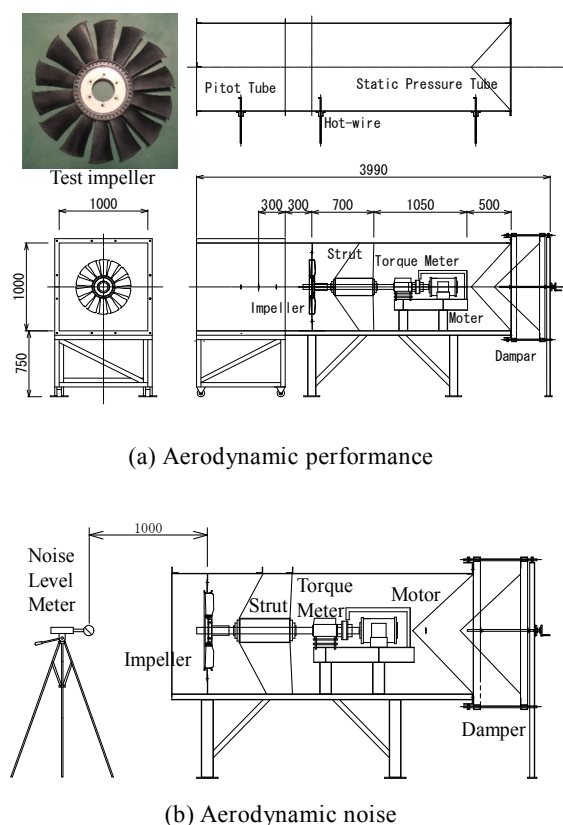 Test impeller
Pitot Tube
Static Pressure Tube
Hot-wire
3990
1000
300 300 700 1050 500
1000
750
Strut
Torque Meter
Impeller
Moter
Dampar
(a) Aerodynamic performance
1000
Noise
Level
Meter
Impeller
Strut
Torque
Meter
Motor
Damper
(b) Aerodynamic noise